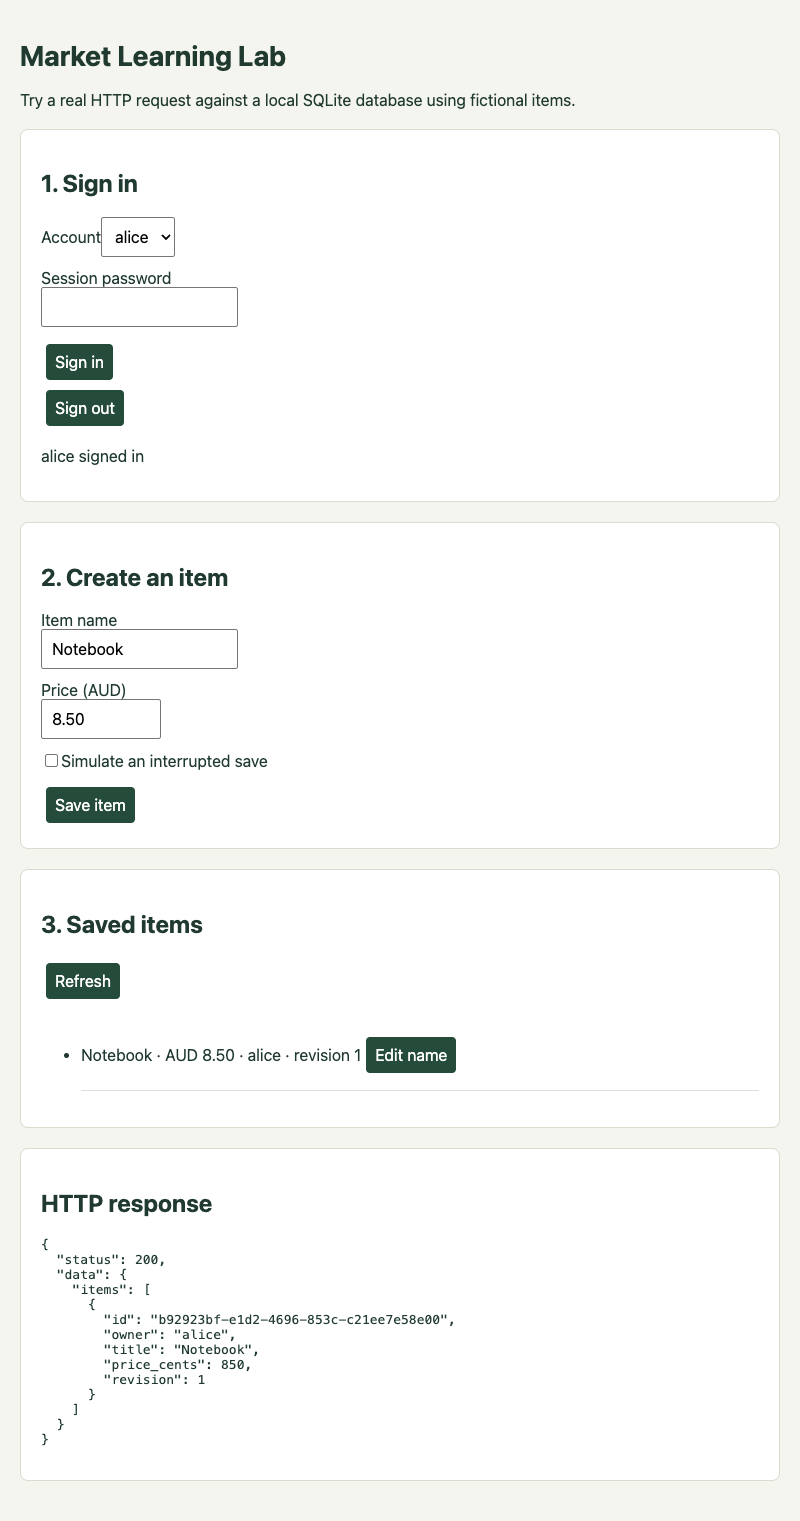 Market Learning Lab
Try a real HTTP request against a local SQLite database using fictional items.
1. Sign in
Account alice
Session password
Sign in
Sign out
alice signed in
2. Create an item
Item name
Notebook
Price (AUD)
8.50
Simulate an interrupted save
Save item
3. Saved items
Refresh
• Notebook · AUD 8.50 · alice · revision 1 Edit name
HTTP response
{
  "status": 200,
  "data": {
    "items": [
      {
        "id": "b92923bf-e1d2-4696-853c-c21ee7e58e00",
        "owner": "alice",
        "title": "Notebook",
        "price_cents": 850,
        "revision": 1
      }
    ]
  }
}